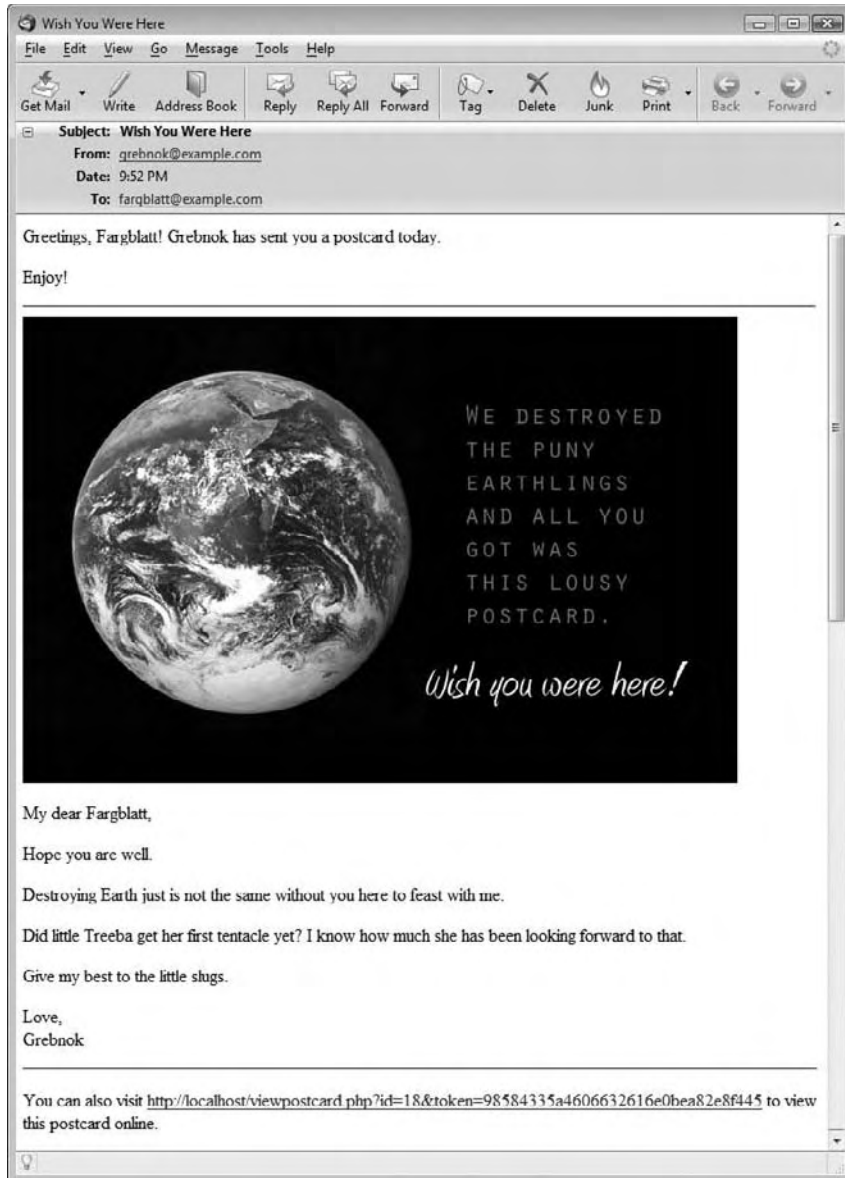 Wish You Were Here
File Edit View Go Message Tools Help
Get Mail Write Address Book Reply Reply All Forward Tag Delete Junk Print Back Forward
Subject: Wish You Were Here
From: grebnok@example.com
Date: 9:52 PM
To: fargblatt@example.com
Greetings, Fargblatt! Grebnok has sent you a postcard today.
Enjoy!
WE DESTROYED
THE PUNY
EARTHLINGS
AND ALL YOU
GOT WAS
THIS LOUSY
POSTCARD.
Wish you were here!
My dear Fargblatt,
Hope you are well.
Destroying Earth just is not the same without you here to feast with me.
Did little Treeba get her first tentacle yet? I know how much she has been looking forward to that.
Give my best to the little slugs.
Love,
Grebnok
You can also visit http://localhost/viewpostcard.php?id=18&token=98584335a4606632616e0bea82e8f445 to view
this postcard online.